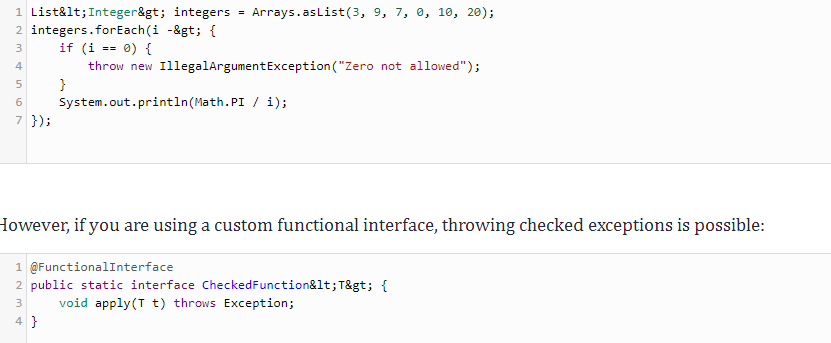 1 List&lt;Integer&gt; integers = Arrays.asList(3, 9, 7, 0, 10, 20);
2 integers.forEach(i -&gt; {
3     if (i == 0) {
4         throw new IllegalArgumentException("Zero not allowed");
5     }
6     System.out.println(Math.PI / i);
7 });
However, if you are using a custom functional interface, throwing checked exceptions is possible:
1 @FunctionalInterface
2 public static interface CheckedFunction&lt;T&gt; {
3     void apply(T t) throws Exception;
4 }